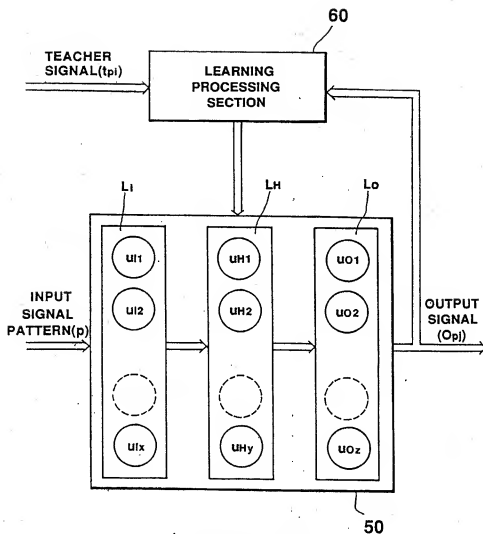 60
TEACHER
SIGNAL(tpi)
LEARNING
PROCESSING
SECTION
LI
LH
LO
uI1
uH1
uO1
uI2
uH2
uO2
INPUT
SIGNAL
PATTERN(p)
OUTPUT
SIGNAL
(Opj)
uIx
uHy
uOz
50